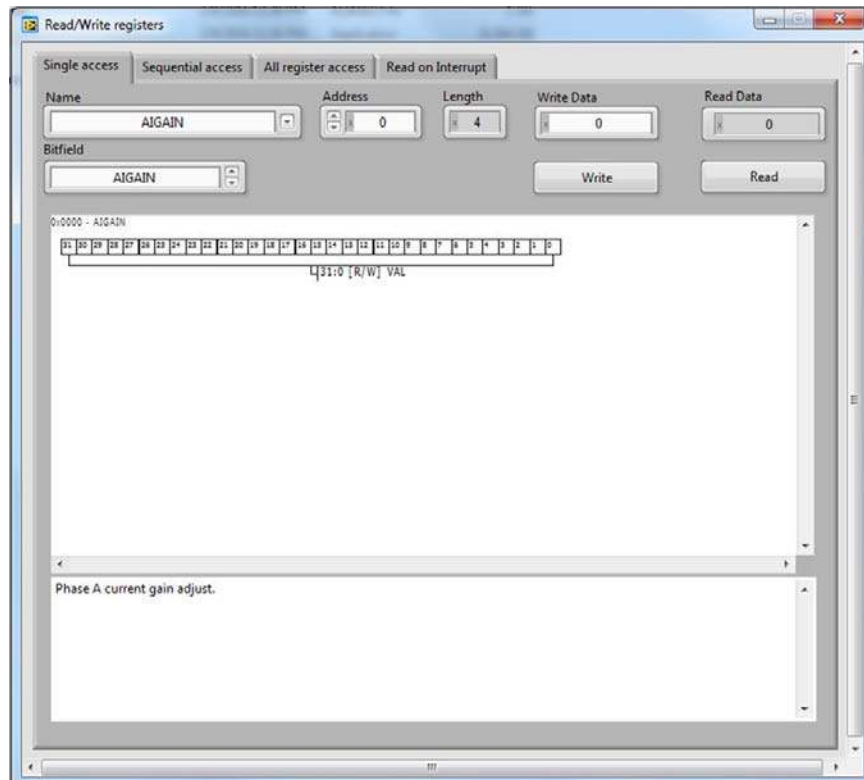 Read/Write registers
Single access Sequential access All register access Read on Interrupt
Name Address Length Write Data Read Data
AIGAIN x 0 x 4 x 0 x 0
Bitfield
AIGAIN Write Read
0x0000 - AIGAIN
31 30 29 28 27 26 25 24 23 22 21 20 19 18 17 16 15 14 13 12 11 10 9 8 7 6 5 4 3 2 1 0
31:0 [R/W] VAL
Phase A current gain adjust.